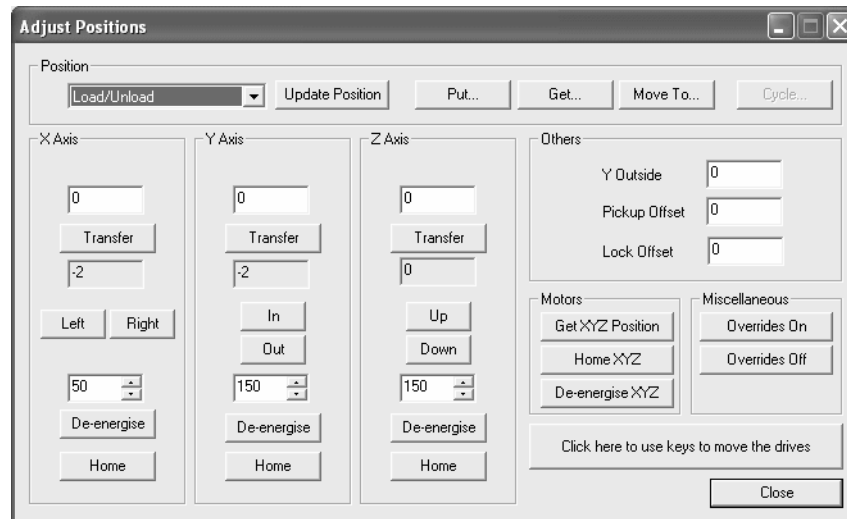 Adjust Positions
Position
Load/Unload
Update Position
Put...
Get...
Move To...
Cycle...
X Axis
0
Transfer
-2
Left
Right
50
De-energise
Home
Y Axis
0
Transfer
-2
In
Out
150
De-energise
Home
Z Axis
0
Transfer
0
Up
Down
150
De-energise
Home
Others
Y Outside
0
Pickup Offset
0
Lock Offset
0
Motors
Get XYZ Position
Home XYZ
De-energise XYZ
Miscellaneous
Overrides On
Overrides Off
Click here to use keys to move the drives
Close